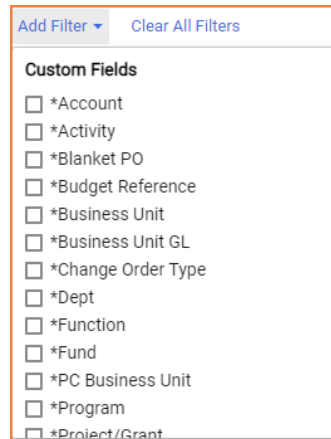 Add Filter Clear All Filters
Custom Fields
*Account
*Activity
*Blanket PO
*Budget Reference
*Business Unit
*Business Unit GL
*Change Order Type
*Dept
*Function
*Fund
*PC Business Unit
*Program
*Project/Grant